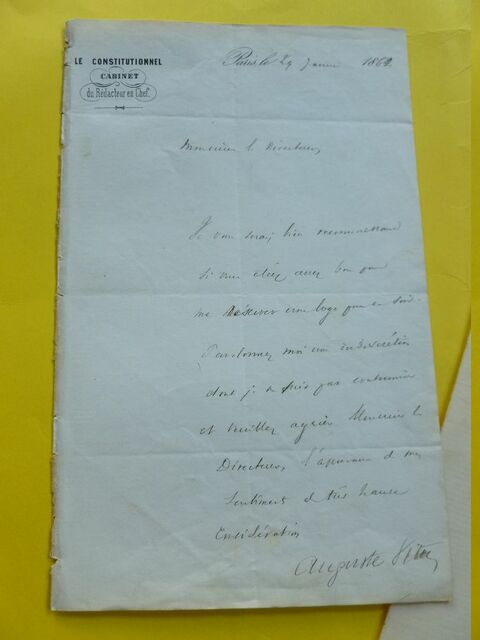 LE CONSTITUTIONNEL
CABINET
du Rédacteur en Chef.
Paris le 29 janvier 1862
Monsieur le Directeur,
Je vous serais bien reconnaissant
si vous étiez assez bon pour
me réserver une loge pour ce soir.
Pardonnez moi une indiscrétion
dont je ne suis pas coutumier
et veuillez agréer Monsieur le
Directeur, l'assurance de mes
sentiments de très haute
Considération
Auguste Vitu